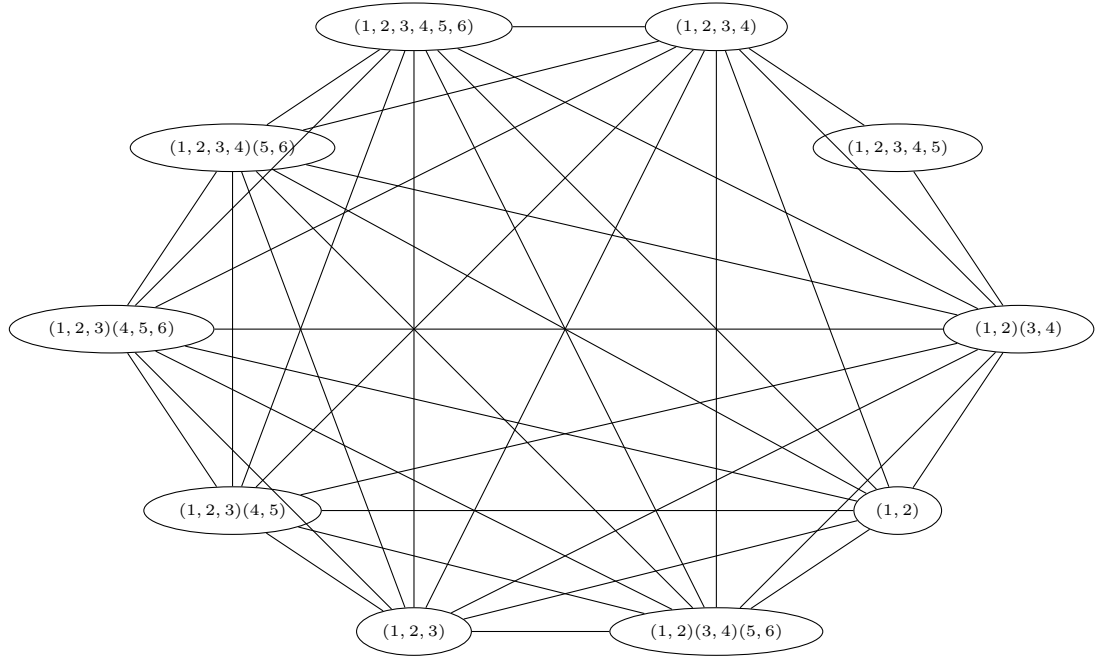 (1, 2, 3, 4, 5, 6)
(1, 2, 3, 4)
(1, 2, 3, 4)(5, 6)
(1, 2, 3, 4, 5)
(1, 2, 3)(4, 5, 6)
(1, 2)(3, 4)
(1, 2, 3)(4, 5)
(1, 2)
(1, 2, 3)
(1, 2)(3, 4)(5, 6)